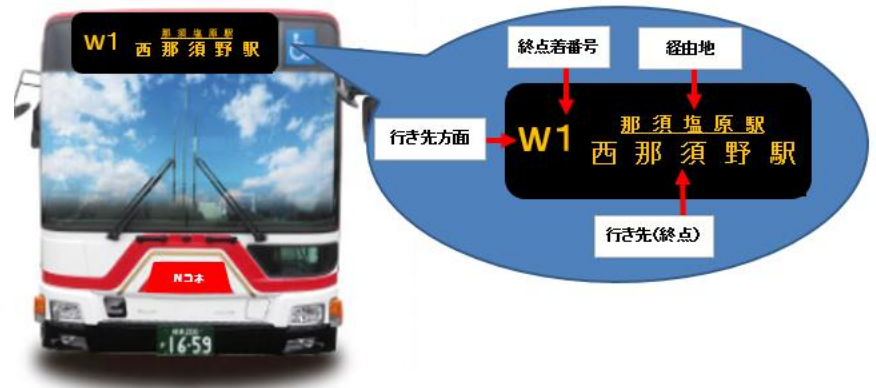 W1 那須塩原駅
西那須野駅
Nコネ
16-59
終点着番号
経由地
行き先方面
W1 那須塩原駅
西那須野駅
行き先(終点)